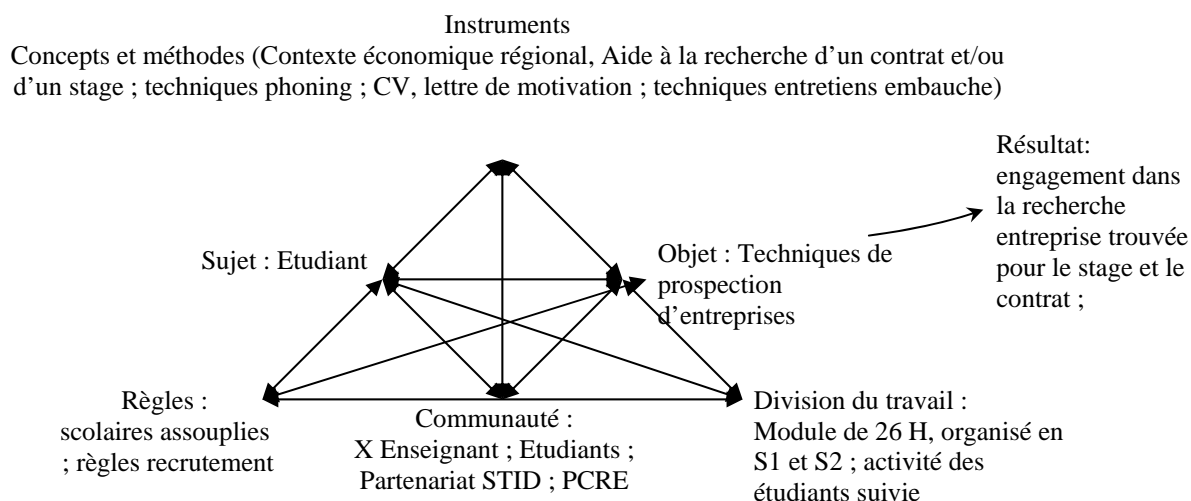 Instruments
Concepts et méthodes (Contexte économique régional, Aide à la recherche d'un contrat et/ou
d'un stage ; techniques phoning ; CV, lettre de motivation ; techniques entretiens embauche)
Résultat:
engagement dans
la recherche
entreprise trouvée
pour le stage et le
contrat ;
Sujet : Etudiant
Objet : Techniques de
prospection
d'entreprises
Règles :
scolaires assouplies
; règles recrutement
Communauté :
X Enseignant ; Etudiants ;
Partenariat STID ; PCRE
Division du travail :
Module de 26 H, organisé en
S1 et S2 ; activité des
étudiants suivie